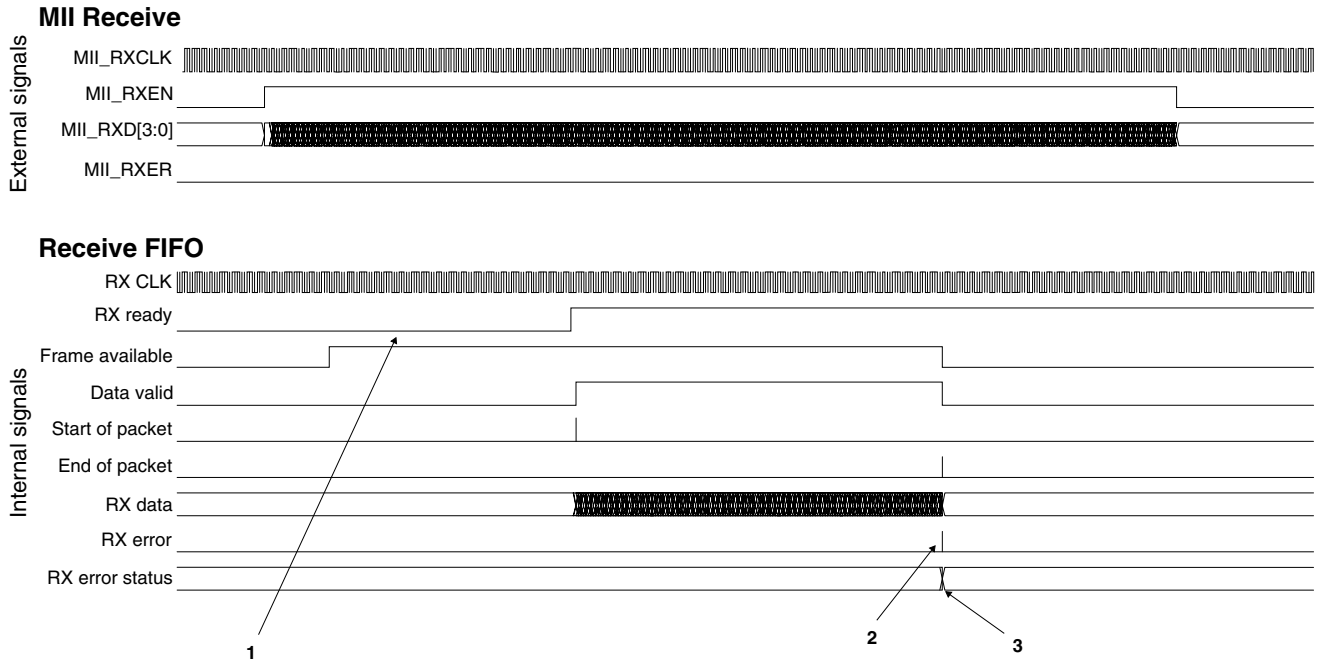 MII Receive
External signals
MII_RXCLK
MII_RXEN
MII_RXD[3:0]
MII_RXER
Receive FIFO
Internal signals
RX CLK
RX ready
Frame available
Data valid
Start of packet
End of packet
RX data
RX error
RX error status
1
2
3